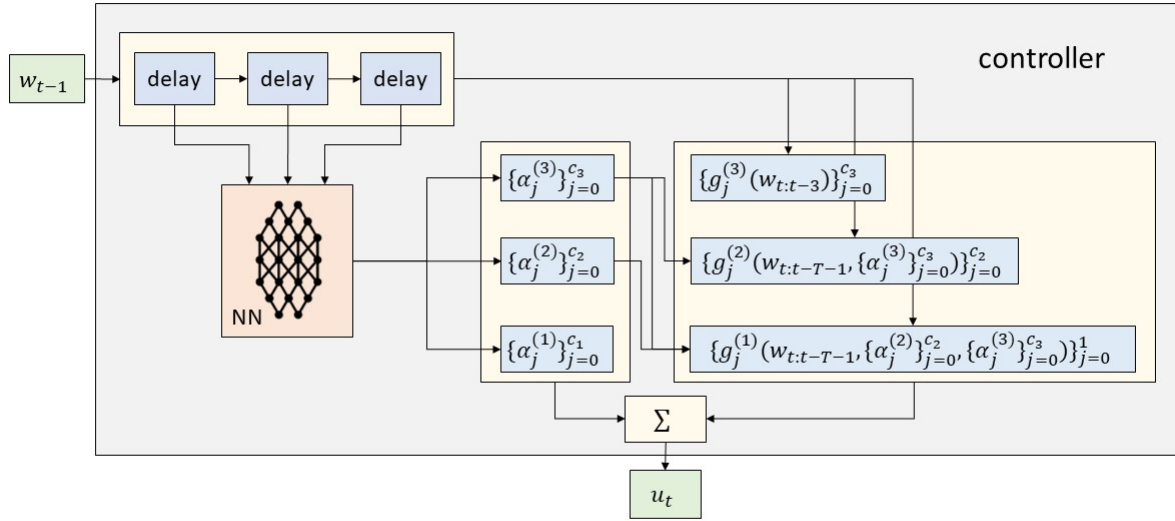 controller
w_{t−1}
delay
delay
delay
{α_j^{(3)}}_{j=0}^{c_3}
{g_j^{(3)}(w_{t:t−3})}_{j=0}^{c_3}
{α_j^{(2)}}_{j=0}^{c_2}
{g_j^{(2)}(w_{t:t−T−1}, {α_j^{(3)}}_{j=0}^{c_3})}_{j=0}^{c_2}
NN
{α_j^{(1)}}_{j=0}^{c_1}
{g_j^{(1)}(w_{t:t−T−1}, {α_j^{(2)}}_{j=0}^{c_2}, {α_j^{(3)}}_{j=0}^{c_3})}_{j=0}^{1}
Σ
u_t